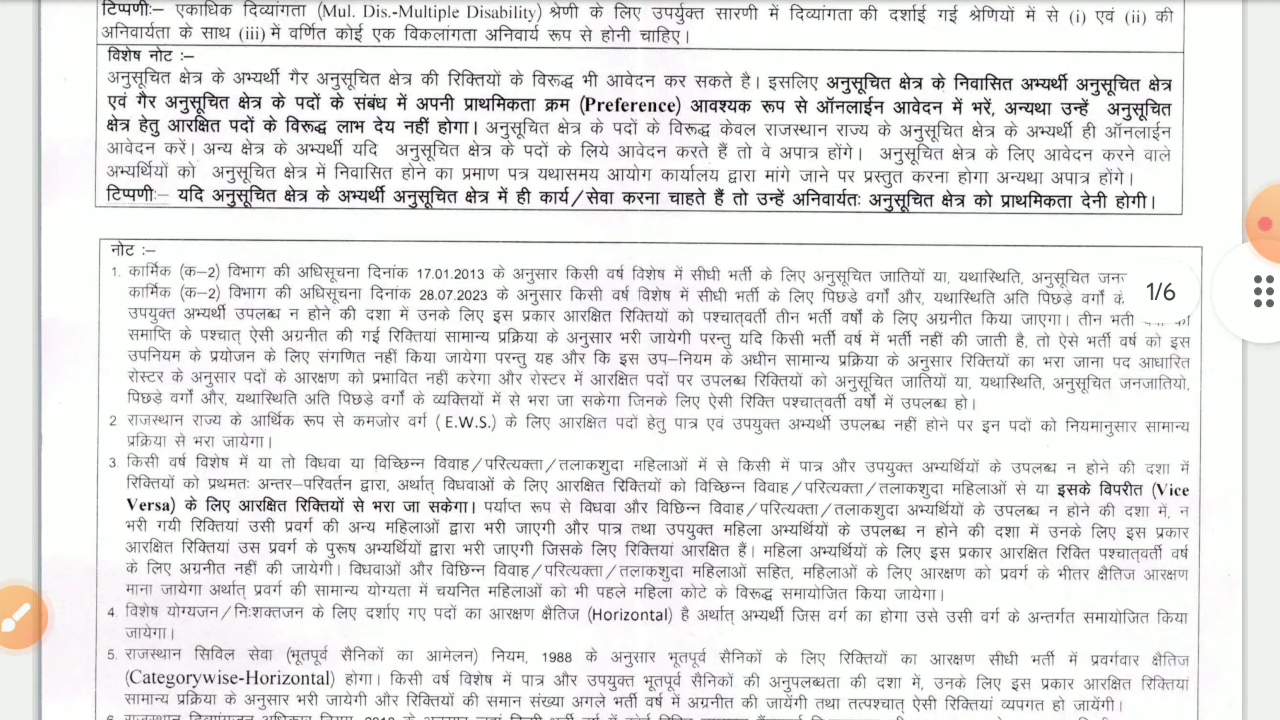 टिप्पणीः– एकाधिक दिव्यांगता (Mul. Dis.-Multiple Disability) श्रेणी के लिए उपर्युक्त सारणी में दिव्यांगता की दर्शाई गई श्रेणियों में से (i) एवं (ii) की
अनिवार्यता के साथ (iii) में वर्णित कोई एक विकलांगता अनिवार्य रूप से होनी चाहिए।
विशेष नोट :–
अनुसूचित क्षेत्र के अभ्यर्थी गैर अनुसूचित क्षेत्र की रिक्तियों के विरूद्ध भी आवेदन कर सकते है। इसलिए अनुसूचित क्षेत्र के निवासित अभ्यर्थी अनुसूचित क्षेत्र
एवं गैर अनुसूचित क्षेत्र के पदों के संबंध में अपनी प्राथमिकता क्रम (Preference) आवश्यक रूप से ऑनलाईन आवेदन में भरें, अन्यथा उन्हें अनुसूचित
क्षेत्र हेतु आरक्षित पदों के विरूद्ध लाभ देय नहीं होगा। अनुसूचित क्षेत्र के पदों के विरूद्ध केवल राजस्थान राज्य के अनुसूचित क्षेत्र के अभ्यर्थी ही ऑनलाईन
आवेदन करें। अन्य क्षेत्र के अभ्यर्थी यदि अनुसूचित क्षेत्र के पदों के लिये आवेदन करते हैं तो वे अपात्र होंगे। अनुसूचित क्षेत्र के लिए आवेदन करने वाले
अभ्यर्थियों को अनुसूचित क्षेत्र में निवासित होने का प्रमाण पत्र यथासमय आयोग कार्यालय द्वारा मांगे जाने पर प्रस्तुत करना होगा अन्यथा अपात्र होंगे।
टिप्पणीः– यदि अनुसूचित क्षेत्र के अभ्यर्थी अनुसूचित क्षेत्र में ही कार्य/सेवा करना चाहते हैं तो उन्हें अनिवार्यतः अनुसूचित क्षेत्र को प्राथमिकता देनी होगी।
नोट :–
1. कार्मिक (क–2) विभाग की अधिसूचना दिनांक 17.01.2013 के अनुसार किसी वर्ष विशेष में सीधी भर्ती के लिए अनुसूचित जातियों या, यथास्थिति, अनुसूचित
कार्मिक (क–2) विभाग की अधिसूचना दिनांक 28.07.2023 के अनुसार किसी वर्ष विशेष में सीधी भर्ती के लिए पिछडे वर्गों और, यथास्थिति अति पिछडे वर्गों
1/6
उपयुक्त अभ्यर्थी उपलब्ध न होने की दशा में उनके लिए इस प्रकार आरक्षित रिक्तियों को पश्चात्‌वर्ती तीन भर्ती वर्षों के लिए अग्रनीत किया जाएगा। तीन भर्ती
समाप्ति के पश्चात् ऐसी अग्रनीत की गई रिक्तियां सामान्य प्रक्रिया के अनुसार भरी जायेगी परन्तु यदि किसी भर्ती वर्ष में भर्ती नहीं की जाती है, तो ऐसे भर्ती वर्ष को इस
उपनियम के प्रयोजन के लिए संगणित नहीं किया जायेगा परन्तु यह और कि इस उप–नियम के अधीन सामान्य प्रक्रिया के अनुसार रिक्तियों का भरा जाना पद आधारित
रोस्टर के अनुसार पदों के आरक्षण को प्रभावित नहीं करेगा और रोस्टर में आरक्षित पदों पर उपलब्ध रिक्तियों को अनुसूचित जातियों या, यथास्थिति, अनुसूचित जनजातियो,
पिछडे वर्गों और, यथास्थिति अति पिछडे वर्गों के व्यक्तियों में से भरा जा सकेगा जिनके लिए ऐसी रिक्ति पश्चात्‌वर्ती वर्षों में उपलब्ध हो।
2. राजस्थान राज्य के आर्थिक रूप से कमजोर वर्ग ( E.W.S.) के लिए आरक्षित पदों हेतु पात्र एवं उपयुक्त अभ्यर्थी उपलब्ध नहीं होने पर इन पदों को नियमानुसार सामान्य
प्रक्रिया से भरा जायेगा।
3. किसी वर्ष विशेष में या तो विधवा या विच्छिन्न विवाह/परित्यक्ता/तलाकशुदा महिलाओं में से किसी में पात्र और उपयुक्त अभ्यर्थियों के उपलब्ध न होने की दशा में
रिक्तियों को प्रथमतः अन्तर–परिवर्तन द्वारा, अर्थात् विधवाओं के लिए आरक्षित रिक्तियों को विच्छिन्न विवाह/परित्यक्ता/तलाकशुदा महिलाओं से या इसके विपरीत (Vice
Versa) के लिए आरक्षित रिक्तियों से भरा जा सकेगा। पर्याप्त रूप से विधवा और विछिन्न विवाह/परित्यक्ता/तलाकशुदा अभ्यर्थियों के उपलब्ध न होने की दशा में, न
भरी गयी रिक्तियां उसी प्रवर्ग की अन्य महिलाओं द्वारा भरी जाएगी और पात्र तथा उपयुक्त महिला अभ्यर्थियों के उपलब्ध न होने की दशा में उनके लिए इस प्रकार
आरक्षित रिक्तियां उस प्रवर्ग के पुरूष अभ्यर्थियों द्वारा भरी जाएगी जिसके लिए रिक्तियां आरक्षित हैं। महिला अभ्यर्थियों के लिए इस प्रकार आरक्षित रिक्ति पश्चात्‌वर्ती वर्ष
के लिए अग्रनीत नहीं की जायेगी। विधवाओं और विछिन्न विवाह/परित्यक्ता/तलाकशुदा महिलाओं सहित, महिलाओं के लिए आरक्षण को प्रवर्ग के भीतर क्षैतिज आरक्षण
माना जायेगा अर्थात् प्रवर्ग की सामान्य योग्यता में चयनित महिलाओं को भी पहले महिला कोटे के विरूद्ध समायोजित किया जायेगा।
4. विशेष योग्यजन/निःशक्तजन के लिए दर्शाए गए पदों का आरक्षण क्षैतिज (Horizontal) है अर्थात् अभ्यर्थी जिस वर्ग का होगा उसे उसी वर्ग के अन्तर्गत समायोजित किया
जायेगा।
5. राजस्थान सिविल सेवा (भूतपूर्व सैनिकों का आमेलन) नियम, 1988 के अनुसार भूतपूर्व सैनिकों के लिए रिक्तियों का आरक्षण सीधी भर्ती में प्रवर्गवार क्षैतिज
(Categorywise-Horizontal) होगा। किसी वर्ष विशेष में पात्र और उपयुक्त भूतपूर्व सैनिकों की अनुपलब्धता की दशा में, उनके लिए इस प्रकार आरक्षित रिक्तियां
सामान्य प्रक्रिया के अनुसार भरी जायेगी और रिक्तियों की समान संख्या अगले भर्ती वर्ष में अग्रनीत की जायेंगी तथा तत्पश्चात् ऐसी रिक्तियां व्यपगत हो जायेंगी।